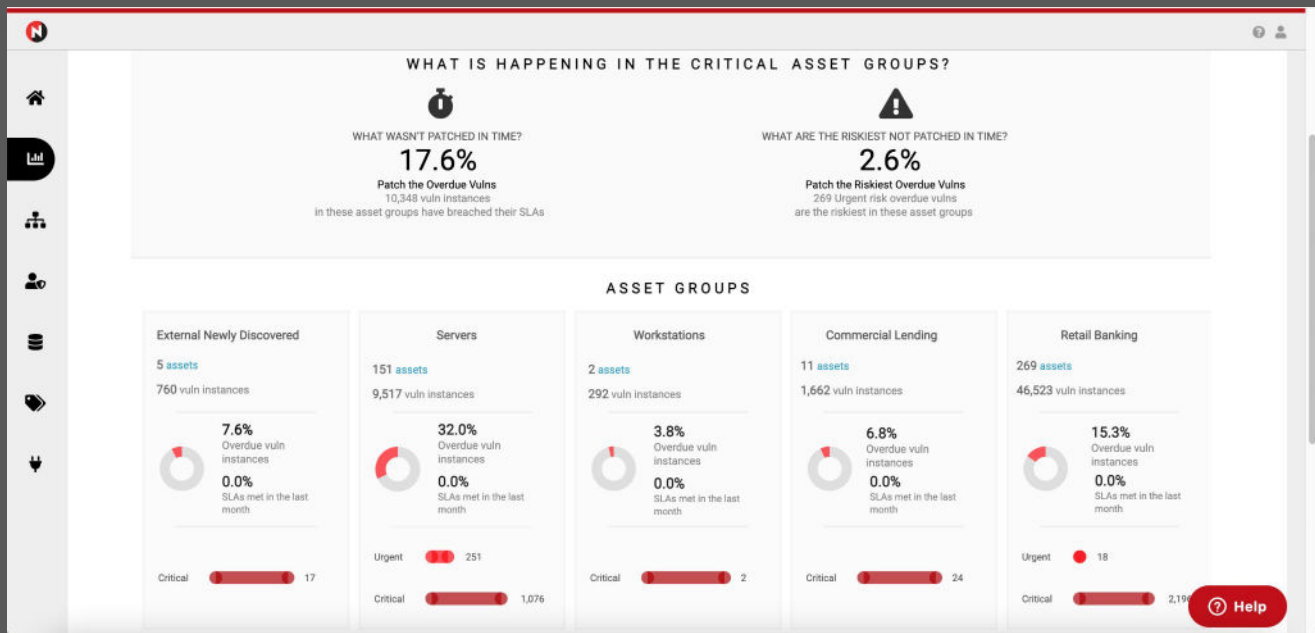 N
WHAT IS HAPPENING IN THE CRITICAL ASSET GROUPS?
WHAT WASN'T PATCHED IN TIME?
17.6%
Patch the Overdue Vulns
10,348 vuln instances
in these asset groups have breached their SLAs
WHAT ARE THE RISKIEST NOT PATCHED IN TIME?
2.6%
Patch the Riskiest Overdue Vulns
269 Urgent risk overdue vulns
are the riskiest in these asset groups
ASSET GROUPS
External Newly Discovered
5 assets
760 vuln instances
7.6%
Overdue vuln
instances
0.0%
SLAs met in the last
month
Critical 17
Servers
151 assets
9,517 vuln instances
32.0%
Overdue vuln
instances
0.0%
SLAs met in the last
month
Urgent 251
Critical 1,076
Workstations
2 assets
292 vuln instances
3.8%
Overdue vuln
instances
0.0%
SLAs met in the last
month
Critical 2
Commercial Lending
11 assets
1,662 vuln instances
6.8%
Overdue vuln
instances
0.0%
SLAs met in the last
month
Critical 24
Retail Banking
269 assets
46,523 vuln instances
15.3%
Overdue vuln
instances
0.0%
SLAs met in the last
month
Urgent 18
Critical
Help